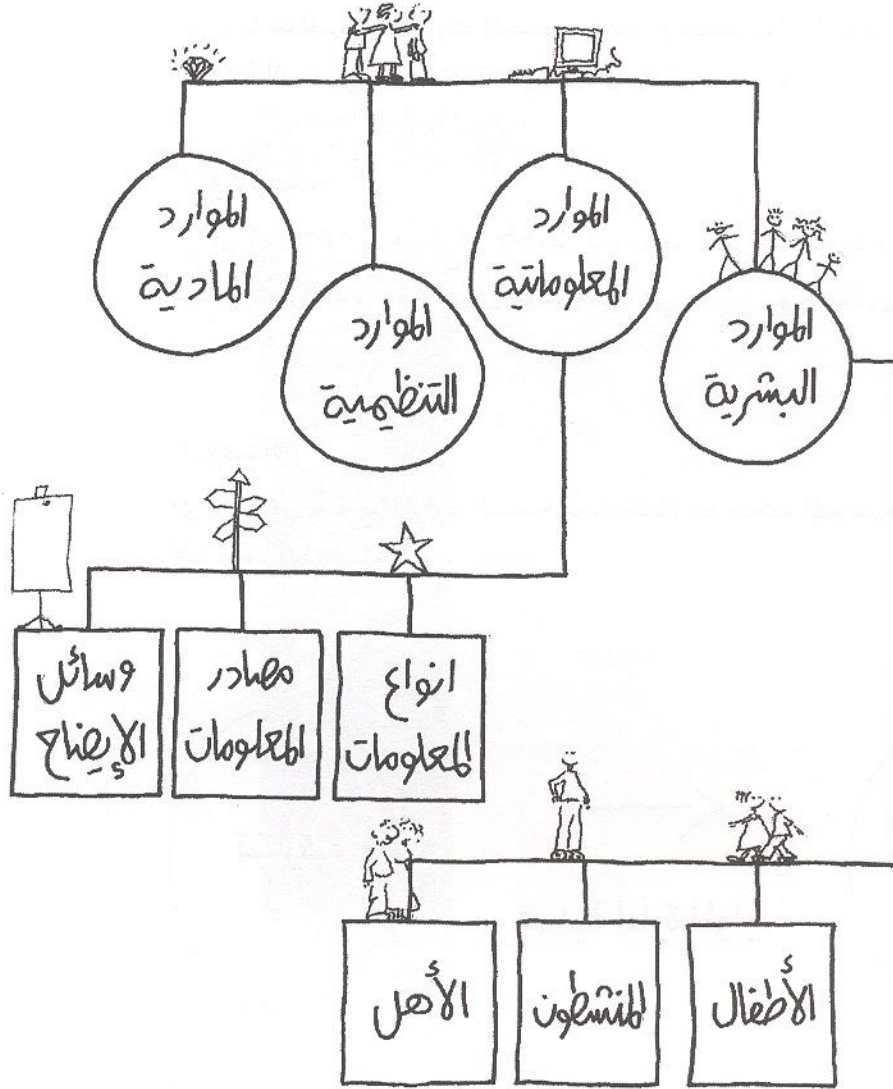 الموارد
البشرية
الموارد
المعلوماتية
الموارد
التنظيمية
الموارد
المادية
انواع
المعلومات
مصادر
المعلومات
وسائل
الإيضاح
الأطفال
المنشطون
الأهل